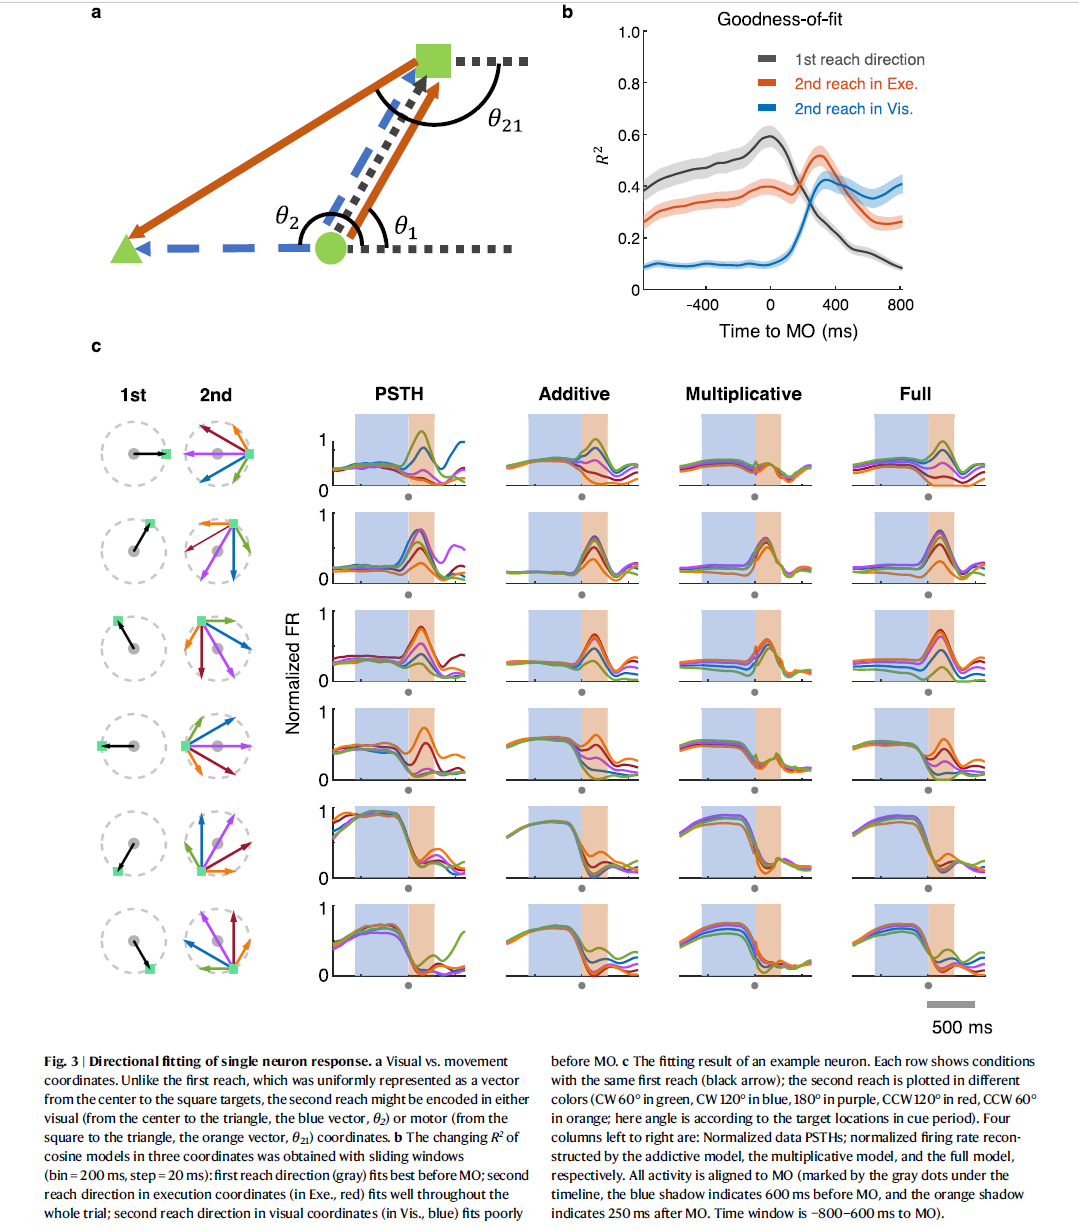 a
b
Goodness-of-fit
1.0
1st reach direction
2nd reach in Exe.
2nd reach in Vis.
0.8
0.6
0.4
0.2
0
R²
-400
0
400
800
Time to MO (ms)
θ₂₁
θ₂
θ₁
c
1st
2nd
PSTH
Additive
Multiplicative
Full
1
0
1
0
1
0
1
0
1
0
1
0
Normalized FR
500 ms
Fig. 3 | Directional fitting of single neuron response. a Visual vs. movement
coordinates. Unlike the first reach, which was uniformly represented as a vector
from the center to the square targets, the second reach might be encoded in either
visual (from the center to the triangle, the blue vector, θ₂) or motor (from the
square to the triangle, the orange vector, θ₂₁) coordinates. b The changing R² of
cosine models in three coordinates was obtained with sliding windows
(bin = 200 ms, step = 20 ms): first reach direction (gray) fits best before MO; second
reach direction in execution coordinates (in Exe., red) fits well throughout the
whole trial; second reach direction in visual coordinates (in Vis., blue) fits poorly
before MO. c The fitting result of an example neuron. Each row shows conditions
with the same first reach (black arrow); the second reach is plotted in different
colors (CW 60° in green, CW 120° in blue, 180° in purple, CCW120° in red, CCW 60°
in orange; here angle is according to the target locations in cue period). Four
columns left to right are: Normalized data PSTHs; normalized firing rate recon-
structed by the addictive model, the multiplicative model, and the full model,
respectively. All activity is aligned to MO (marked by the gray dots under the
timeline, the blue shadow indicates 600 ms before MO, and the orange shadow
indicates 250 ms after MO. Time window is −800–600 ms to MO).